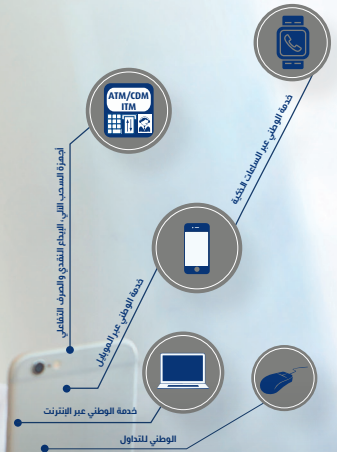 ATM/CDM
ITM
خدمة الوطني عبر الساعات الذكية
أجهزة السحب الآلي، الإيداع النقدي والصرف التفاعلي
خدمة الوطني عبر الموبايل
خدمة الوطني عبر الإنترنت
الوطني للتداول